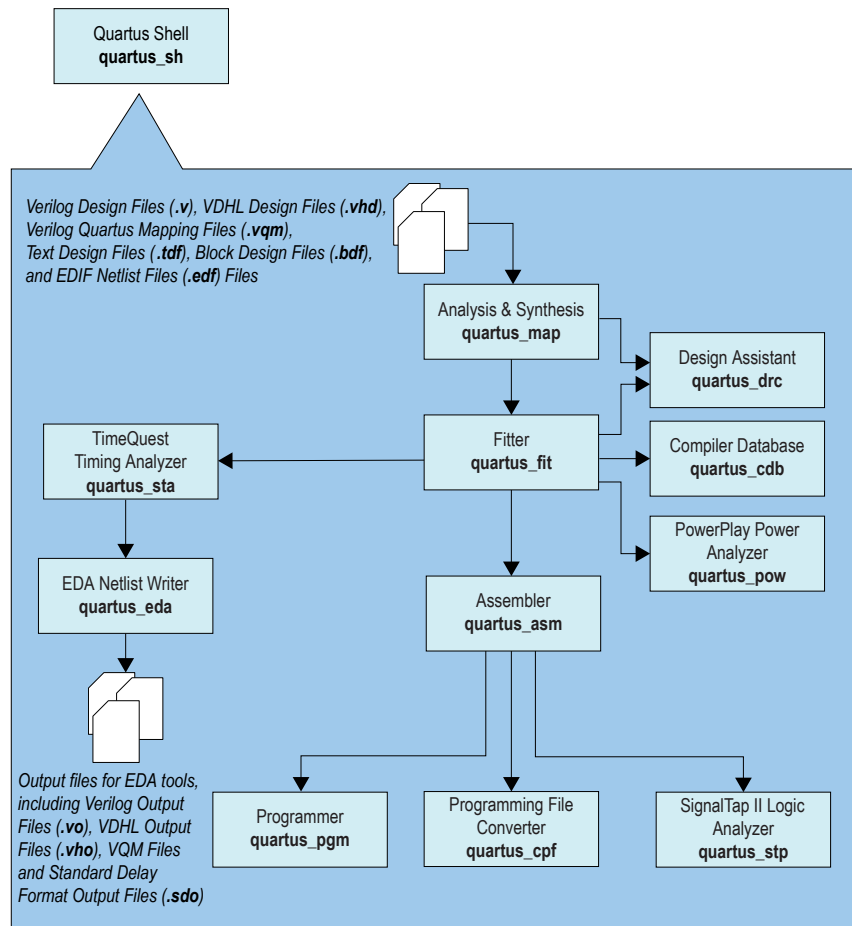 Quartus Shell
quartus_sh
Verilog Design Files (.v), VDHL Design Files (.vhd),
Verilog Quartus Mapping Files (.vqm),
Text Design Files (.tdf), Block Design Files (.bdf),
and EDIF Netlist Files (.edf) Files
Analysis & Synthesis
quartus_map
Design Assistant
quartus_drc
TimeQuest
Timing Analyzer
quartus_sta
Fitter
quartus_fit
Compiler Database
quartus_cdb
PowerPlay Power
Analyzer
quartus_pow
EDA Netlist Writer
quartus_eda
Assembler
quartus_asm
Output files for EDA tools,
including Verilog Output
Files (.vo), VDHL Output
Files (.vho), VQM Files
and Standard Delay
Format Output Files (.sdo)
Programmer
quartus_pgm
Programming File
Converter
quartus_cpf
SignalTap II Logic
Analyzer
quartus_stp